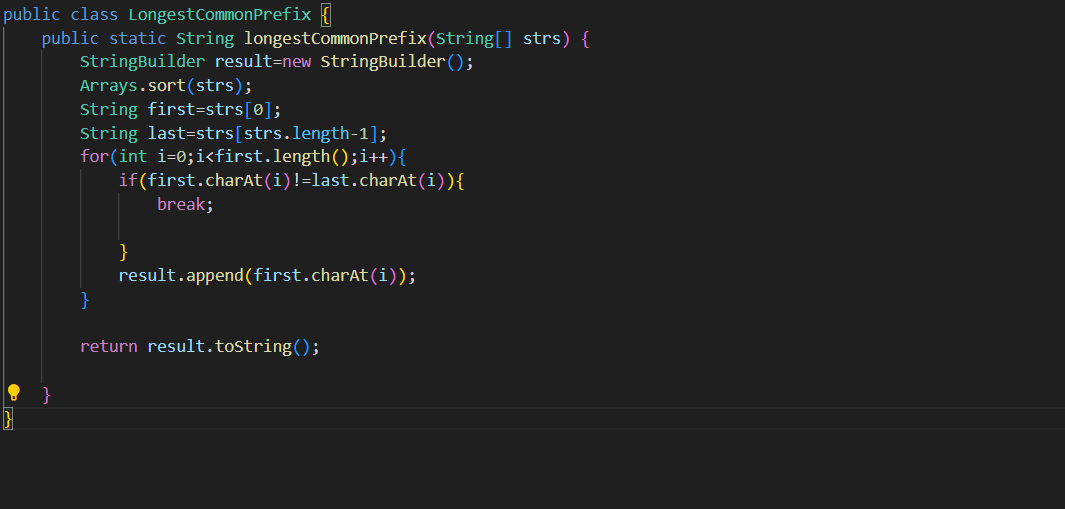 public class LongestCommonPrefix {
    public static String longestCommonPrefix(String[] strs) {
        StringBuilder result=new StringBuilder();
        Arrays.sort(strs);
        String first=strs[0];
        String last=strs[strs.length-1];
        for(int i=0;i<first.length();i++){
            if(first.charAt(i)!=last.charAt(i)){
                break;
            }
            result.append(first.charAt(i));
        }
        return result.toString();
    }
}